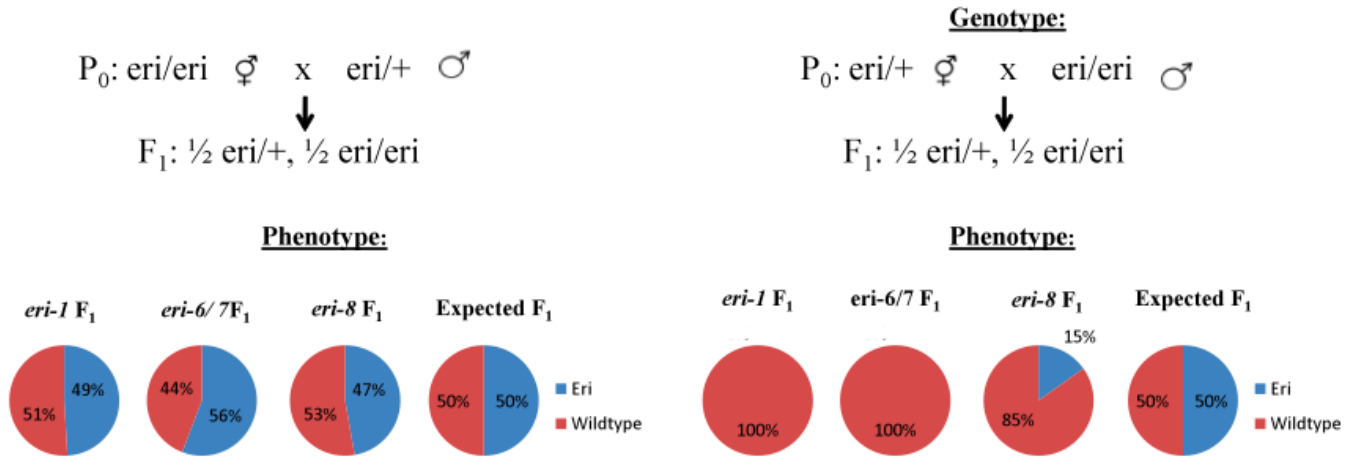 P0: eri/eri ⚥ x eri/+ ♂
F1: ½ eri/+, ½ eri/eri
Phenotype:
eri-1 F1 eri-6/ 7F1 eri-8 F1 Expected F1
49% 51%
44% 56%
47% 53%
50% 50%
Eri
Wildtype
Genotype:
P0: eri/+ ⚥ x eri/eri ♂
F1: ½ eri/+, ½ eri/eri
Phenotype:
eri-1 F1 eri-6/7 F1 eri-8 F1 Expected F1
100%
100%
15%
85%
50% 50%
Eri
Wildtype